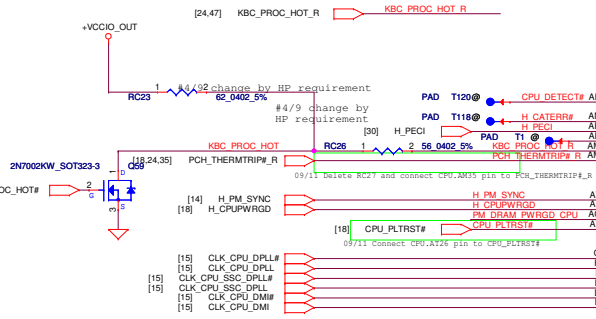 [24,47] KBC_PROC_HOT_R KBC_PROC_HOT_R
+VCCIO_OUT
#4/9 change by HP requirement
1 2
RC23 62_0402_5%
#4/9 change by
HP requirement
PAD T120@ CPU_DETECT#
PAD T118@ H_CATERR#
[30] H_PECI H_PECI
PAD T1 @
KBC_PROC_HOT RC26 1 2 56_0402_5%
[18,24,35] PCH_THERMTRIP#_R PCH_THERMTRIP#_R
2N7002KW_SOT323-3 Q59
09/11 Delete RC27 and connect CPU.AM35 pin to PCH_THERMTRIP#_R
1 D
OC_HOT# 2 G
3 S
[14] H_PM_SYNC H_PM_SYNC
[18] H_CPUPWRGD H_CPUPWRGD
PM_DRAM_PWRGD_CPU
[18] CPU_PLTRST# CPU_PLTRST#
09/11 Connect CPU.AT26 pin to CPU_PLTRST#
[15] CLK_CPU_DPLL#
[15] CLK_CPU_DPLL
[15] CLK_CPU_SSC_DPLL#
[15] CLK_CPU_SSC_DPLL
[15] CLK_CPU_DMI#
[15] CLK_CPU_DMI